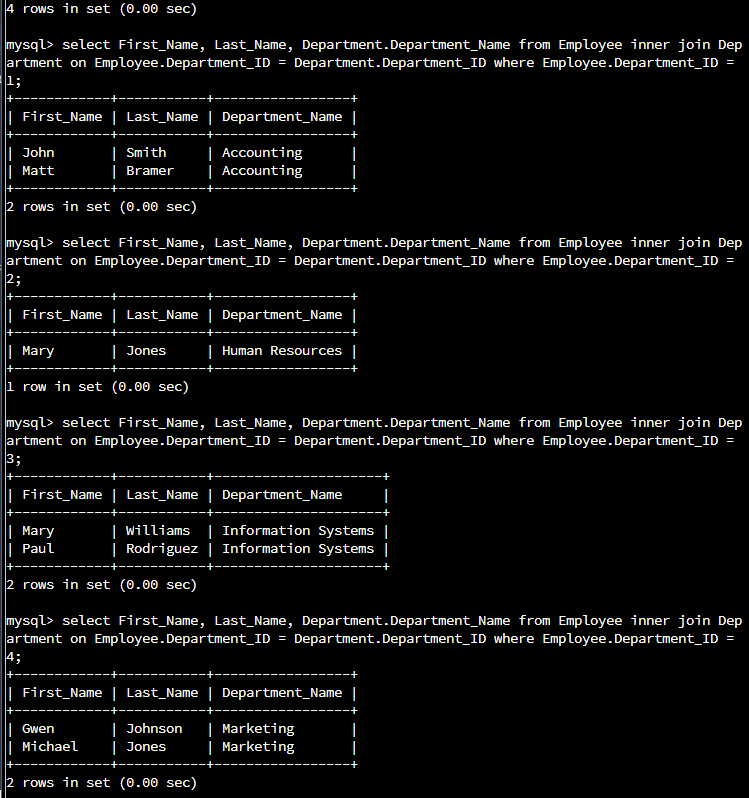 4 rows in set (0.00 sec)
mysql> select First_Name, Last_Name, Department.Department_Name from Employee inner join Dep
artment on Employee.Department_ID = Department.Department_ID where Employee.Department_ID =
1;
+------------+-----------+-----------------+
| First_Name | Last_Name | Department_Name |
+------------+-----------+-----------------+
| John       | Smith     | Accounting      |
| Matt       | Bramer    | Accounting      |
+------------+-----------+-----------------+
2 rows in set (0.00 sec)
mysql> select First_Name, Last_Name, Department.Department_Name from Employee inner join Dep
artment on Employee.Department_ID = Department.Department_ID where Employee.Department_ID =
2;
+------------+-----------+-----------------+
| First_Name | Last_Name | Department_Name |
+------------+-----------+-----------------+
| Mary       | Jones     | Human Resources |
+------------+-----------+-----------------+
1 row in set (0.00 sec)
mysql> select First_Name, Last_Name, Department.Department_Name from Employee inner join Dep
artment on Employee.Department_ID = Department.Department_ID where Employee.Department_ID =
3;
+------------+-----------+---------------------+
| First_Name | Last_Name | Department_Name     |
+------------+-----------+---------------------+
| Mary       | Williams  | Information Systems |
| Paul       | Rodriguez | Information Systems |
+------------+-----------+---------------------+
2 rows in set (0.00 sec)
mysql> select First_Name, Last_Name, Department.Department_Name from Employee inner join Dep
artment on Employee.Department_ID = Department.Department_ID where Employee.Department_ID =
4;
+------------+-----------+-----------------+
| First_Name | Last_Name | Department_Name |
+------------+-----------+-----------------+
| Gwen       | Johnson   | Marketing       |
| Michael    | Jones     | Marketing       |
+------------+-----------+-----------------+
2 rows in set (0.00 sec)